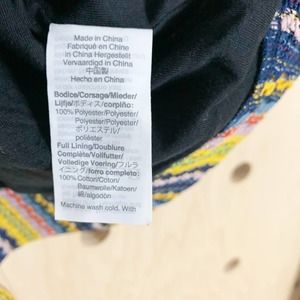 Made in China
Fabriqué en Chine
in China Hergestellt
Vervaardigd in China
中国製
Hecho en China
Bodice/Corsage/Mieder/
Lijfje/ボディス/corpiño:
100% Polyester/Polyester/
Polyester/Polyester/
ポリエステル/
poliéster
Full Lining/Doublure
Complète/Vollfutter/
Volledige Voering/フルラ
イニング/forro completo:
100% Cotton/Coton/
Baumwolle/Katoen/
綿/algodón
Machine wash cold. With